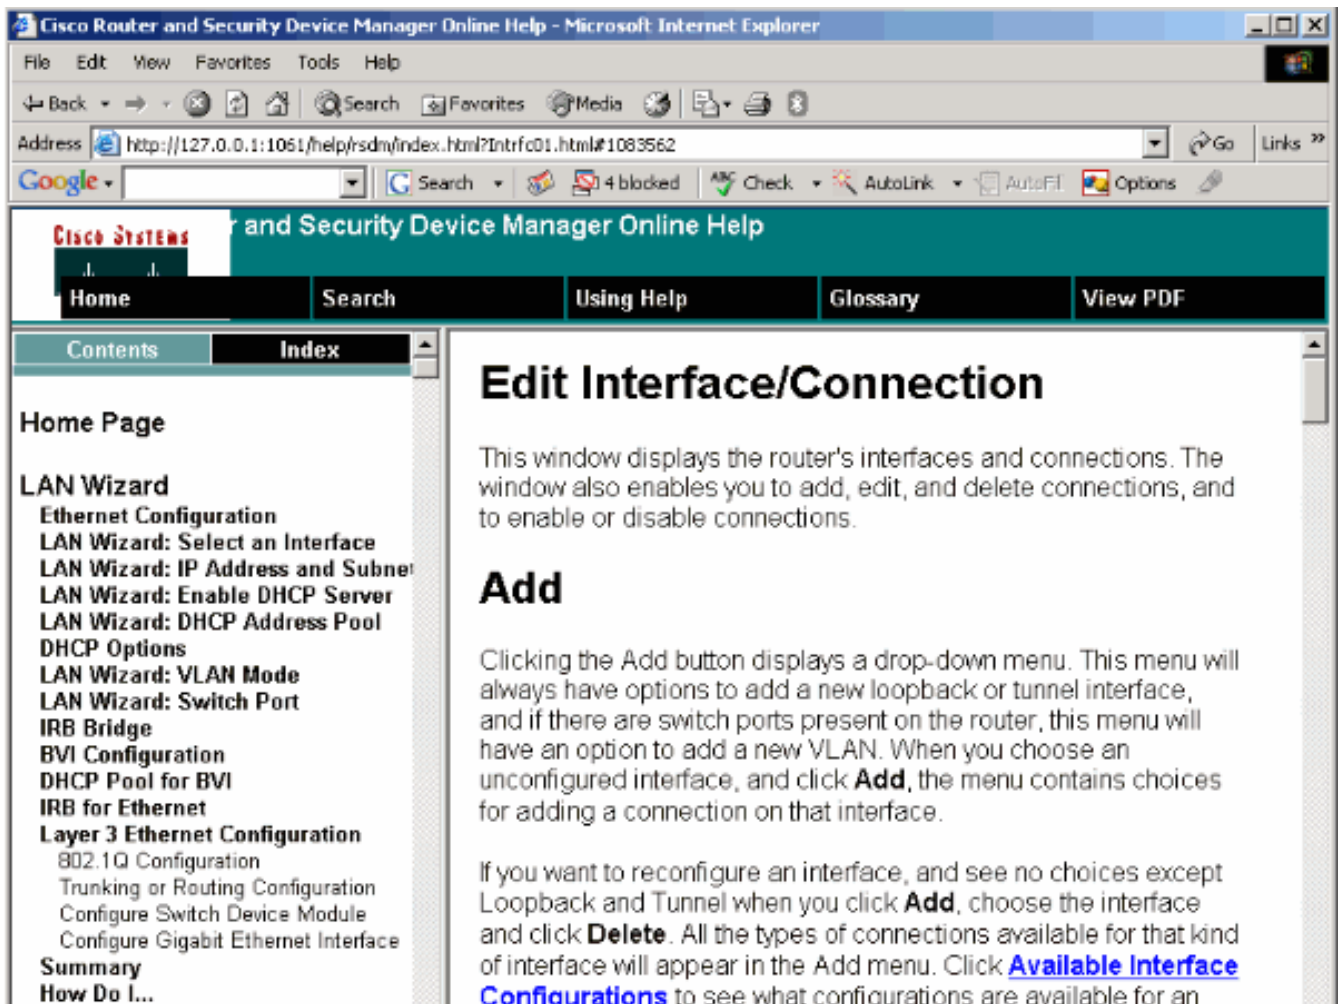 Cisco Router and Security Device Manager Online Help - Microsoft Internet Explorer
File Edit View Favorites Tools Help
Back Search Favorites Media
Address http://127.0.0.1:1061/help/rsdm/index.html?Intrfc01.html#1083562 Go Links »
Google Search 4 blocked ABC Check AutoLink AutoFill Options
CISCO SYSTEMS
and Security Device Manager Online Help
Home Search Using Help Glossary View PDF
Contents Index
Home Page
LAN Wizard
Ethernet Configuration
LAN Wizard: Select an Interface
LAN Wizard: IP Address and Subnet
LAN Wizard: Enable DHCP Server
LAN Wizard: DHCP Address Pool
DHCP Options
LAN Wizard: VLAN Mode
LAN Wizard: Switch Port
IRB Bridge
BVI Configuration
DHCP Pool for BVI
IRB for Ethernet
Layer 3 Ethernet Configuration
802.1Q Configuration
Trunking or Routing Configuration
Configure Switch Device Module
Configure Gigabit Ethernet Interface
Summary
How Do I...
Edit Interface/Connection
This window displays the router's interfaces and connections. The
window also enables you to add, edit, and delete connections, and
to enable or disable connections.
Add
Clicking the Add button displays a drop-down menu. This menu will
always have options to add a new loopback or tunnel interface,
and if there are switch ports present on the router, this menu will
have an option to add a new VLAN. When you choose an
unconfigured interface, and click Add, the menu contains choices
for adding a connection on that interface.
If you want to reconfigure an interface, and see no choices except
Loopback and Tunnel when you click Add, choose the interface
and click Delete. All the types of connections available for that kind
of interface will appear in the Add menu. Click Available Interface
Configurations to see what configurations are available for an